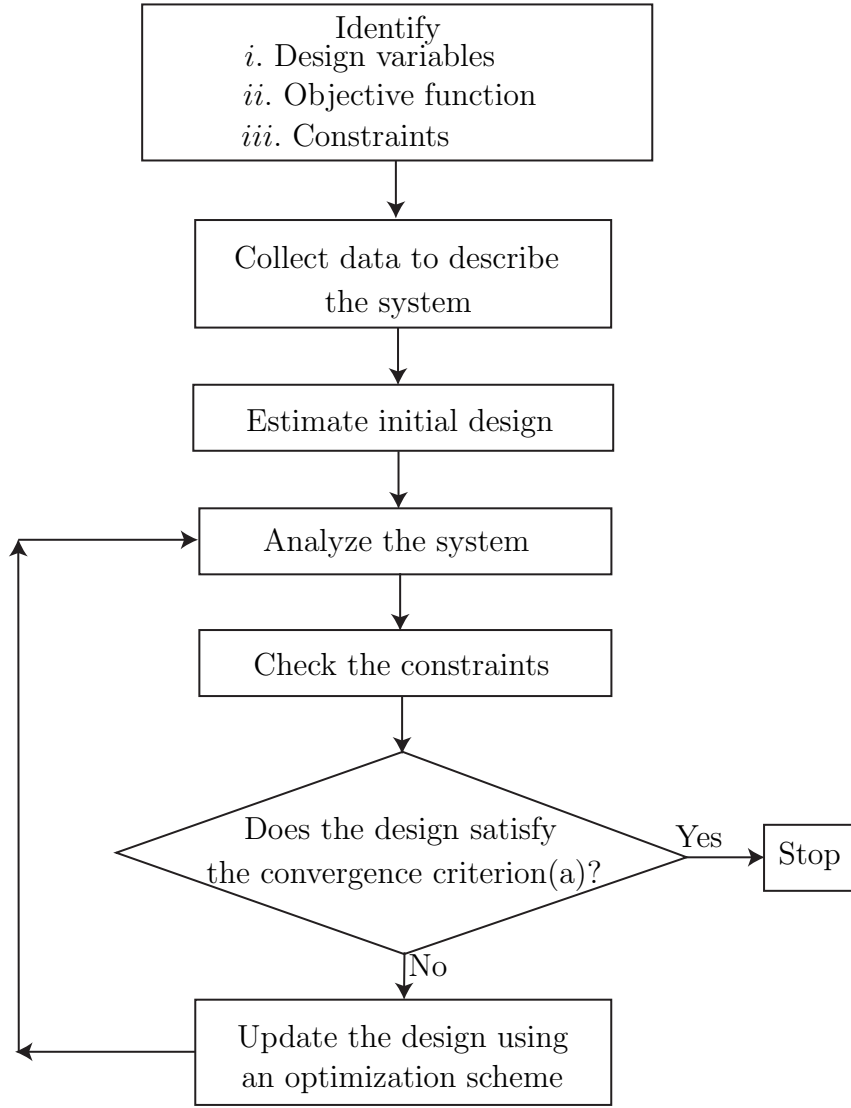 Identify
i. Design variables
ii. Objective function
iii. Constraints
Collect data to describe
the system
Estimate initial design
Analyze the system
Check the constraints
Does the design satisfy
the convergence criterion(a)?
Yes
Stop
No
Update the design using
an optimization scheme